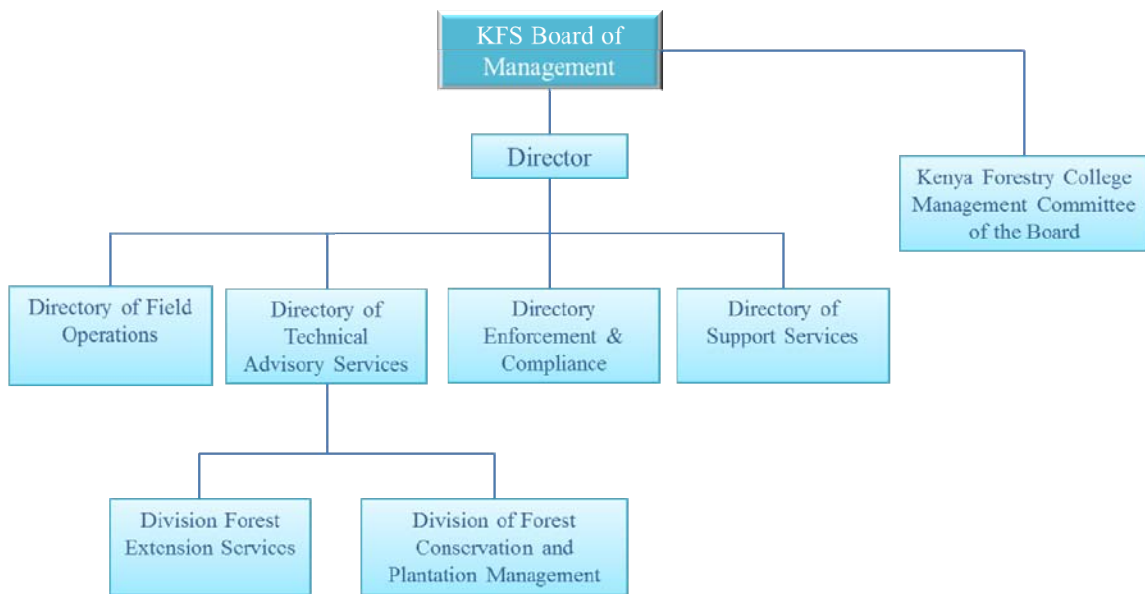 KFS Board of
Management
Director
Kenya Forestry College
Management Committee
of the Board
Directory of Field
Operations
Directory of
Technical
Advisory Services
Directory
Enforcement &
Compliance
Directory of
Support Services
Division Forest
Extension Services
Division of Forest
Conservation and
Plantation Management